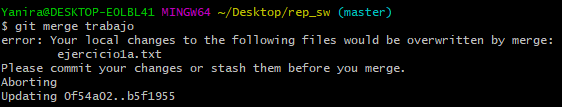 Yanira@DESKTOP-EOLBL41 MINGW64 ~/Desktop/rep_sw (master)
$ git merge trabajo
error: Your local changes to the following files would be overwritten by merge:
        ejercicio1a.txt
Please commit your changes or stash them before you merge.
Aborting
Updating 0f54a02..b5f1955